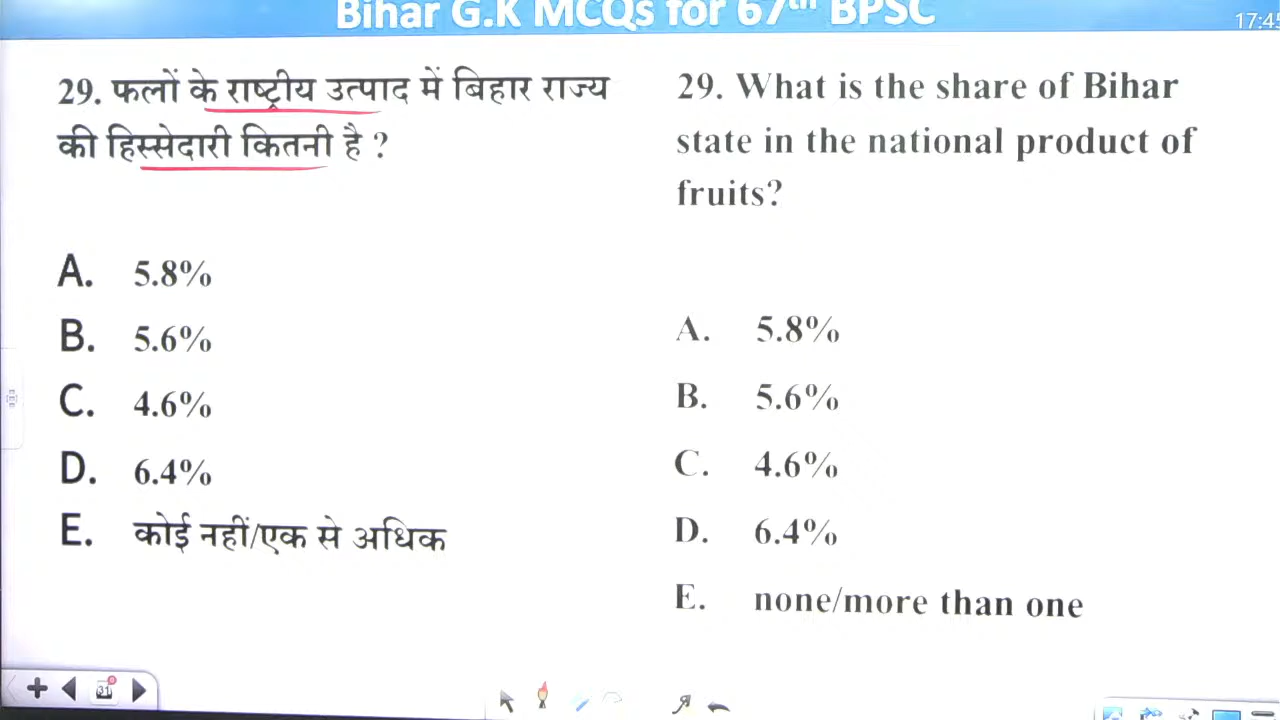 Bihar G.K MCQs for 67th BPSC
17:45
29. फलों के राष्ट्रीय उत्पाद में बिहार राज्य
की हिस्सेदारी कितनी है ?
A. 5.8%
B. 5.6%
C. 4.6%
D. 6.4%
E. कोई नहीं/एक से अधिक
29. What is the share of Bihar
state in the national product of
fruits?
A. 5.8%
B. 5.6%
C. 4.6%
D. 6.4%
E. none/more than one
31